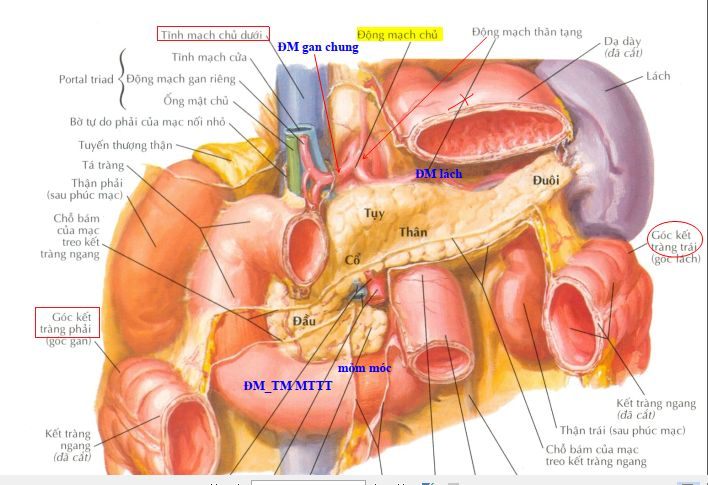 Tĩnh mạch chủ dưới
ĐM gan chung
Động mạch chủ
Động mạch thân tạng
Dạ dày
(đã cắt)
Lách
Tĩnh mạch cửa
Portal triad
Động mạch gan riêng
Ống mật chủ
Bờ tự do phải của mạc nối nhỏ
Tuyến thượng thận
Tá tràng
Thận phải
(sau phúc mạc)
Chỗ bám
của mạc
treo kết
tràng ngang
ĐM lách
Đuôi
Tụy
Thân
Cổ
Đầu
Góc kết
tràng trái
(góc lách)
Góc kết
tràng phải
(góc gan)
mỏm móc
ĐM_TM MTTT
Kết tràng
ngang
(đã cắt)
Kết tràng ngang
(đã cắt)
Thận trái (sau phúc mạc)
Chỗ bám của mạc
treo kết tràng ngang